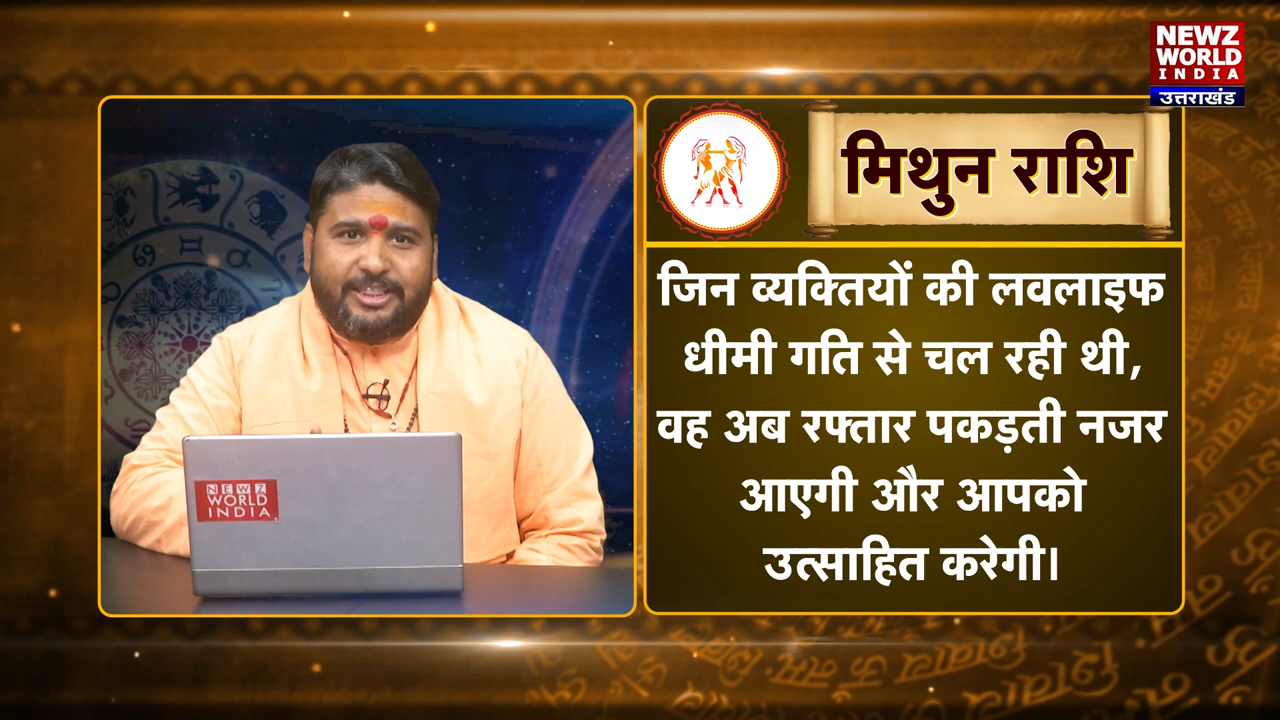 NEWZ
WORLD
INDIA
उत्तराखंड
मिथुन राशि
जिन व्यक्तियों की लवलाइफ
धीमी गति से चल रही थी,
वह अब रफ्तार पकड़ती नजर
आएगी और आपको
उत्साहित करेगी।
NEWZ
WORLD
INDIA